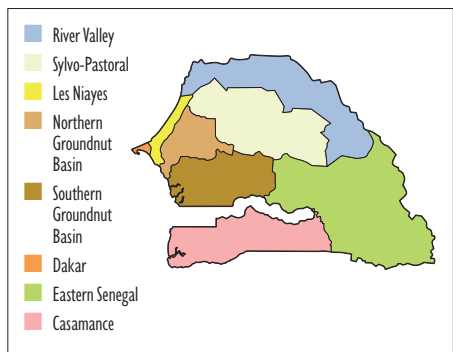 River Valley
Sylvo-Pastoral
Les Niayes
Northern
Groundnut
Basin
Southern
Groundnut
Basin
Dakar
Eastern Senegal
Casamance